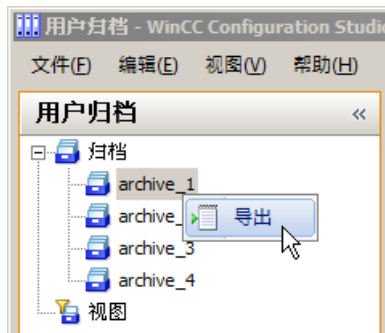 用户归档 - WinCC Configuration Studi
文件(F) 编辑(E) 视图(V) 帮助(H)
用户归档 «
归档
archive_1
archive_
导出
archive_3
archive_4
视图